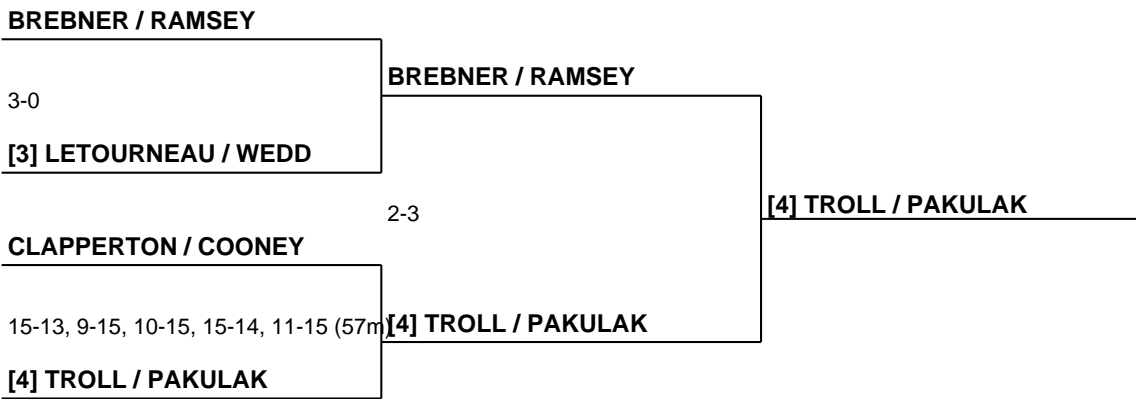 BREBNER / RAMSEY
3-0
[3] LETOURNEAU / WEDD
BREBNER / RAMSEY
2-3
[4] TROLL / PAKULAK
CLAPPERTON / COONEY
15-13, 9-15, 10-15, 15-14, 11-15 (57m)
[4] TROLL / PAKULAK
[4] TROLL / PAKULAK